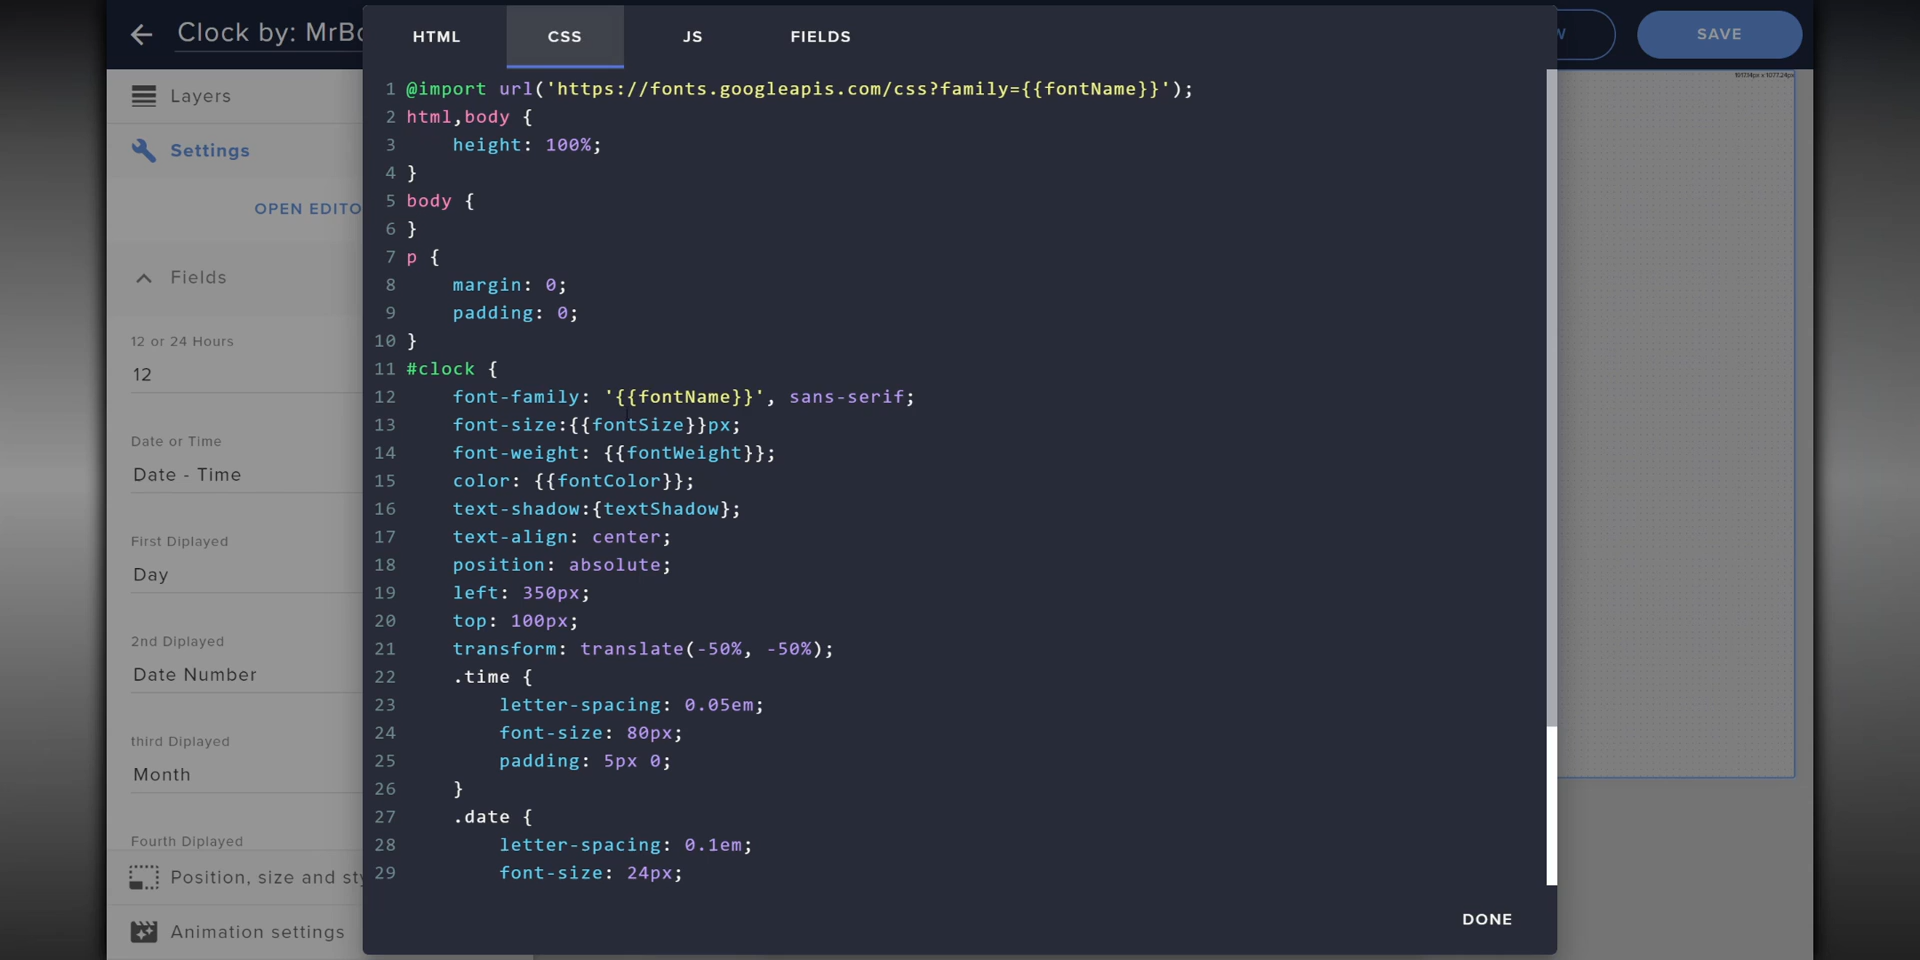 Clock by: MrBo
HTML
CSS
JS
FIELDS
W
SAVE
Layers
Settings
OPEN EDITO
Fields
12 or 24 Hours
12
Date or Time
Date - Time
First Diplayed
Day
2nd Diplayed
Date Number
third Diplayed
Month
Fourth Diplayed
Position, size and sty
Animation settings
1 @import url('https://fonts.googleapis.com/css?family={{fontName}}');
2 html,body {
3 height: 100%;
4 }
5 body {
6 }
7 p {
8 margin: 0;
9 padding: 0;
10 }
11 #clock {
12 font-family: '{{fontName}}', sans-serif;
13 font-size:{{fontSize}}px;
14 font-weight: {{fontWeight}};
15 color: {{fontColor}};
16 text-shadow:{textShadow};
17 text-align: center;
18 position: absolute;
19 left: 350px;
20 top: 100px;
21 transform: translate(-50%, -50%);
22 .time {
23 letter-spacing: 0.05em;
24 font-size: 80px;
25 padding: 5px 0;
26 }
27 .date {
28 letter-spacing: 0.1em;
29 font-size: 24px;
DONE